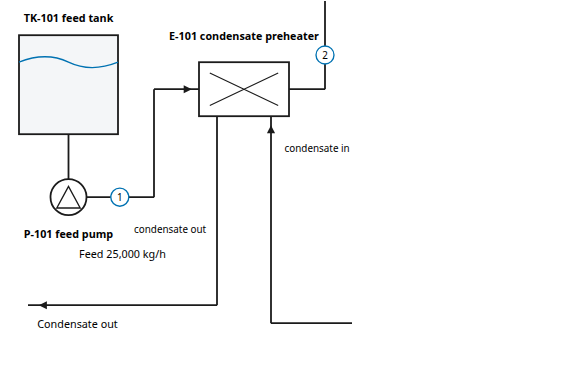 TK-101 feed tank
E-101 condensate preheater
2
condensate in
1
condensate out
P-101 feed pump
Feed 25,000 kg/h
Condensate out